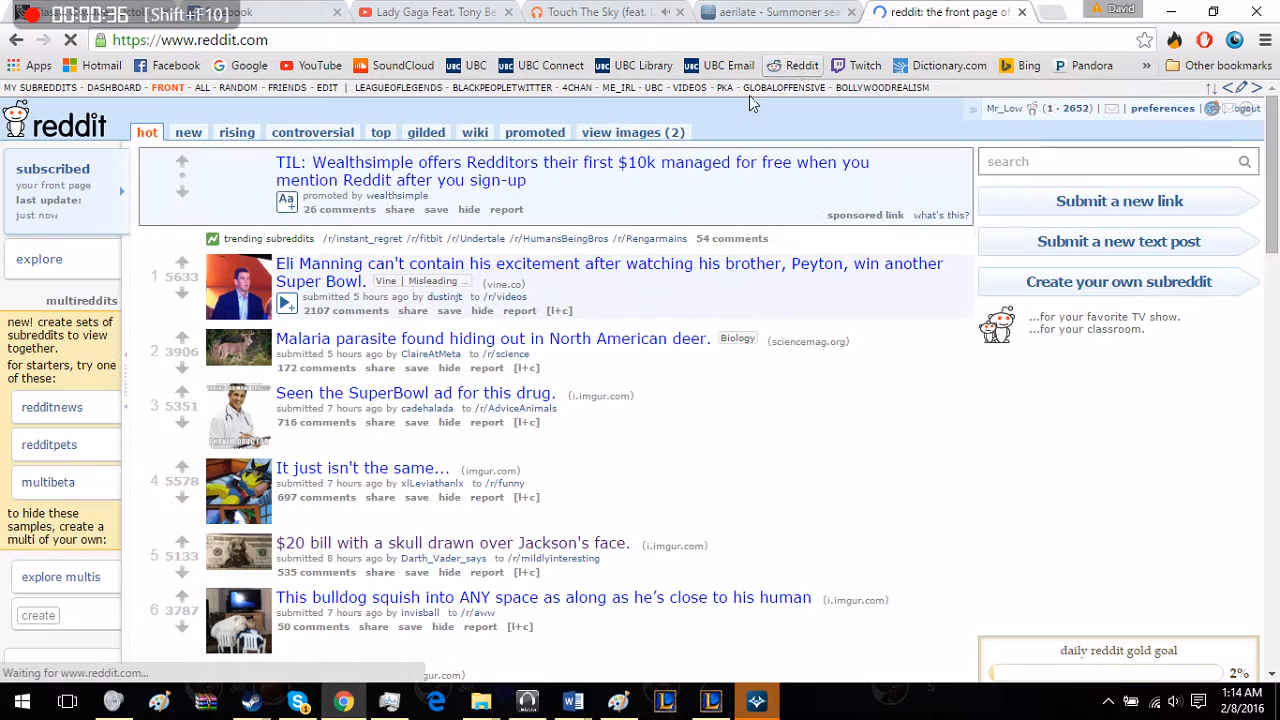 [Shift+F10]
Lady Gaga Feat. Tony Be
Touch The Sky (feat. L
aerilate - Summoner sea
reddit: the front page of
David
https://www.reddit.com
Apps Hotmail Facebook Google YouTube SoundCloud UBC UBC Connect UBC Library UBC Email Reddit Twitch Dictionary.com Bing Pandora » Other bookmarks
MY SUBREDDITS - DASHBOARD - FRONT - ALL - RANDOM - FRIENDS - EDIT | LEAGUEOFLEGENDS - BLACKPEOPLETWITTER - 4CHAN - ME_IRL - UBC - VIDEOS - PKA - GLOBALOFFENSIVE - BOLLYWOODREALISM
reddit hot new rising controversial top gilded wiki promoted view images (2)
» Mr_Low (1 · 2652) | preferences |
subscribed
your front page
last update:
just now
explore
multireddits
new! create sets of
subreddits to view
together.
for starters, try one
of these:
redditnews
redditpets
multibeta
to hide these
samples, create a
multi of your own:
explore multis
create
TIL: Wealthsimple offers Redditors their first $10k managed for free when you
mention Reddit after you sign-up
Aa+ promoted by wealthsimple
26 comments share save hide report
sponsored link what's this?
trending subreddits /r/instant_regret /r/fitbit /r/Undertale /r/HumansBeingBros /r/Rengarmains 54 comments
1 5633 Eli Manning can't contain his excitement after watching his brother, Peyton, win another
Super Bowl. Vine | Misleading ... (vine.co)
submitted 5 hours ago by dustinjt to /r/videos
2107 comments share save hide report [l+c]
2 3906 Malaria parasite found hiding out in North American deer. Biology (sciencemag.org)
submitted 5 hours ago by ClaireAtMeta to /r/science
172 comments share save hide report [l+c]
3 5351 Seen the SuperBowl ad for this drug. (i.imgur.com)
submitted 7 hours ago by cadehalada to /r/AdviceAnimals
716 comments share save hide report [l+c]
4 5578 It just isn't the same... (imgur.com)
submitted 7 hours ago by xlLeviathanlx to /r/funny
697 comments share save hide report [l+c]
5 5133 $20 bill with a skull drawn over Jackson's face. (i.imgur.com)
submitted 8 hours ago by Darth_Vader_says to /r/mildlyinteresting
535 comments share save hide report [l+c]
6 3787 This bulldog squish into ANY space as along as he's close to his human (i.imgur.com)
submitted 7 hours ago by invisball to /r/aww
50 comments share save hide report [l+c]
search
Submit a new link
Submit a new text post
Create your own subreddit
...for your favorite TV show.
...for your classroom.
daily reddit gold goal
2%
Waiting for www.reddit.com...
1:14 AM
2/8/2016